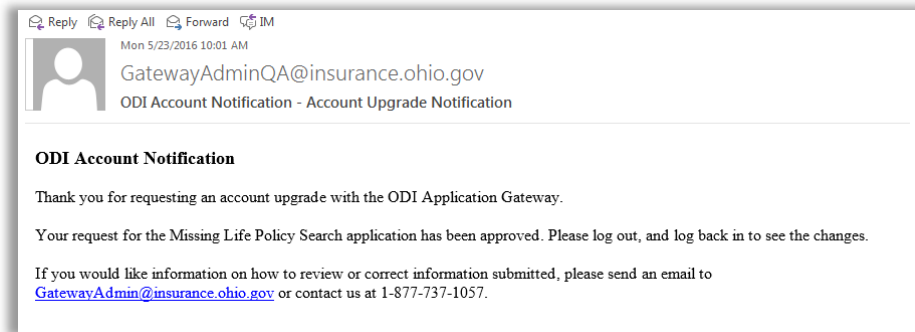 Reply Reply All Forward IM
Mon 5/23/2016 10:01 AM
GatewayAdminQA@insurance.ohio.gov
ODI Account Notification - Account Upgrade Notification
ODI Account Notification
Thank you for requesting an account upgrade with the ODI Application Gateway.
Your request for the Missing Life Policy Search application has been approved. Please log out, and log back in to see the changes.
If you would like information on how to review or correct information submitted, please send an email to
GatewayAdmin@insurance.ohio.gov or contact us at 1-877-737-1057.